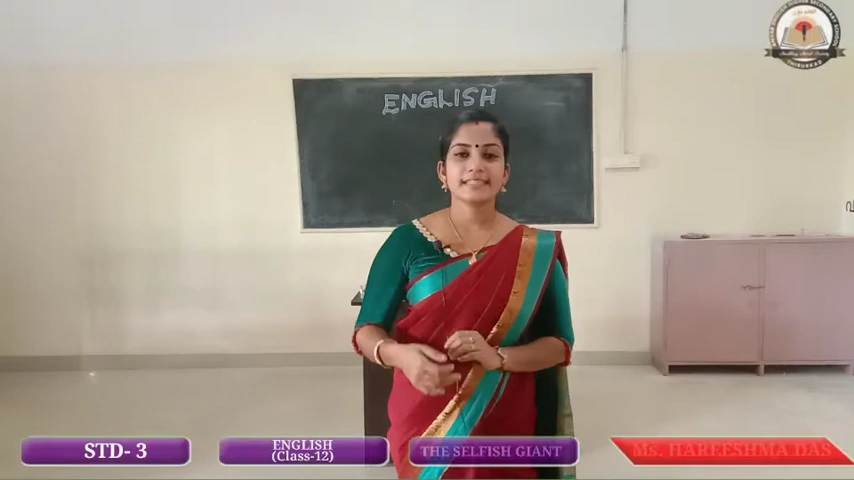 ENGLISH
STD- 3
ENGLISH
(Class-12)
THE SELFISH GIANT
Ms. HAREESHMA DAS